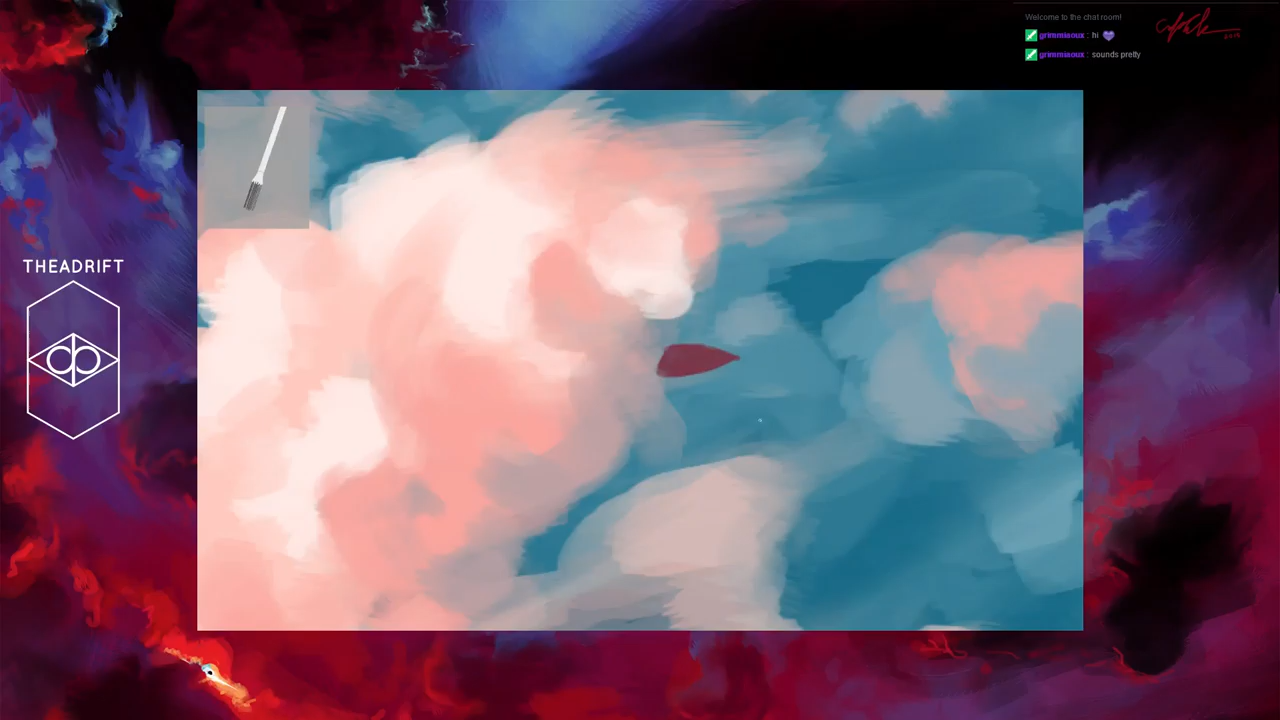 Welcome to the chat room!
grimmiaoux : hi 💜
grimmiaoux : sounds pretty
THEADRIFT